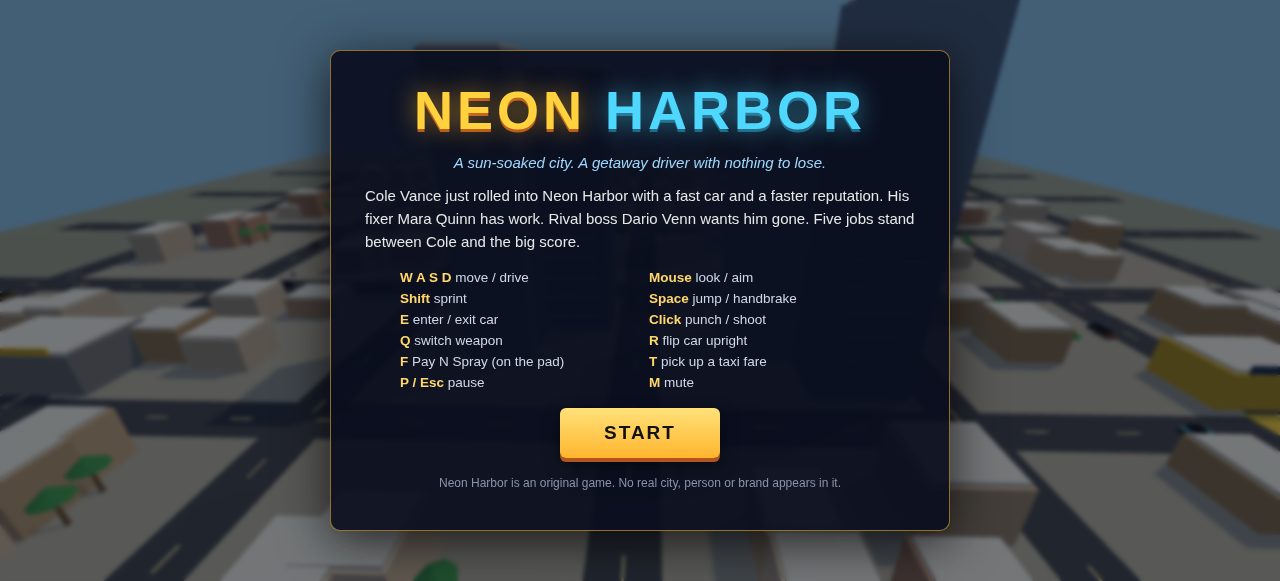 NEON HARBOR
A sun-soaked city. A getaway driver with nothing to lose.
Cole Vance just rolled into Neon Harbor with a fast car and a faster reputation. His
fixer Mara Quinn has work. Rival boss Dario Venn wants him gone. Five jobs stand
between Cole and the big score.
W A S D move / drive
Mouse look / aim
Shift sprint
Space jump / handbrake
E enter / exit car
Click punch / shoot
Q switch weapon
R flip car upright
F Pay N Spray (on the pad)
T pick up a taxi fare
P / Esc pause
M mute
START
Neon Harbor is an original game. No real city, person or brand appears in it.